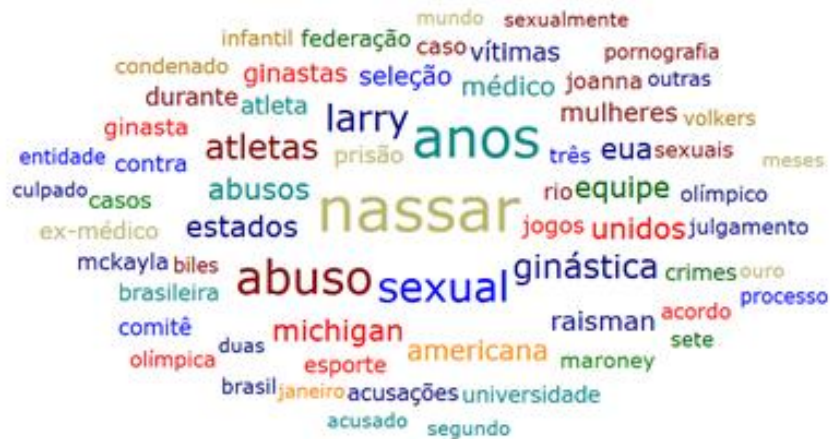 mundo sexualmente
infantil federação caso vítimas pornografia
condenado ginastas seleção médico joanna outras
durante atleta larry anos mulheres volkers
ginasta atletas prisão três eua sexuais meses
entidade contra
culpado casos abusos nassar rio equipe olímpico
ex-médico estados jogos unidos julgamento
mckayla biles abuso sexual ginástica crimes ouro
brasileira processo
comitê michigan raisman acordo
duas americana sete
olímpica esporte maroney
brasil janeiro acusações universidade
acusado segundo